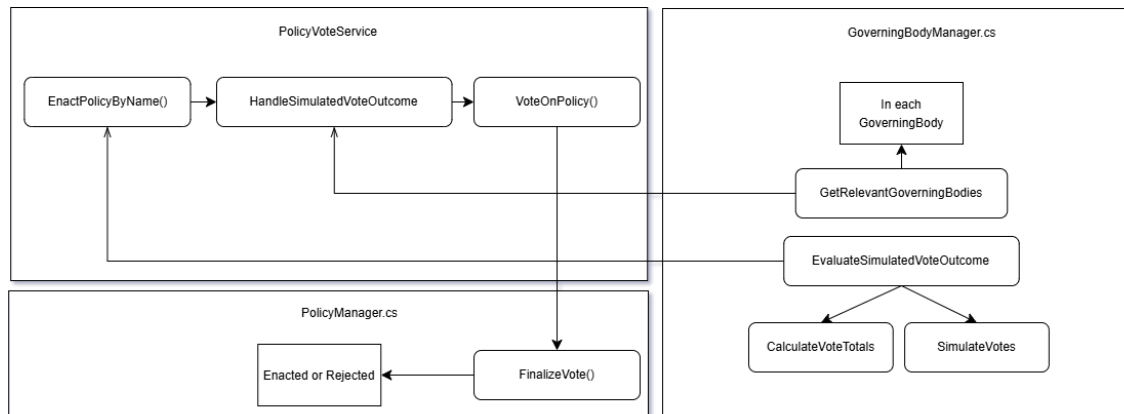 PolicyVoteService
EnactPolicyByName()
HandleSimulatedVoteOutcome
VoteOnPolicy()
GoverningBodyManager.cs
In each
GoverningBody
GetRelevantGoverningBodies
EvaluateSimulatedVoteOutcome
CalculateVoteTotals
SimulateVotes
PolicyManager.cs
Enacted or Rejected
FinalizeVote()